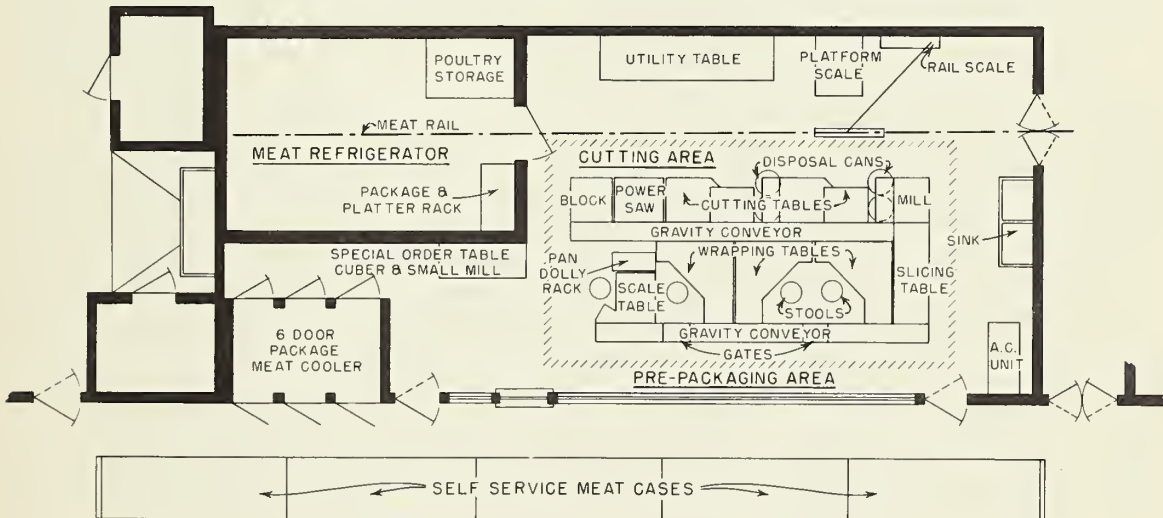 POULTRY
STORAGE
UTILITY TABLE
PLATFORM
SCALE
RAIL SCALE
MEAT RAIL
MEAT REFRIGERATOR
CUTTING AREA
DISPOSAL CANS
PACKAGE &
PLATTER RACK
BLOCK
POWER
SAW
CUTTING TABLES
MILL
GRAVITY CONVEYOR
SINK
SPECIAL ORDER TABLE
CUBER & SMALL MILL
PAN
DOLLY
RACK
WRAPPING TABLES
SCALE
TABLE
SLICING
TABLE
STOOLS
6 DOOR
PACKAGE
MEAT COOLER
GRAVITY CONVEYOR
GATES
A.C.
UNIT
PRE-PACKAGING AREA
SELF SERVICE MEAT CASES